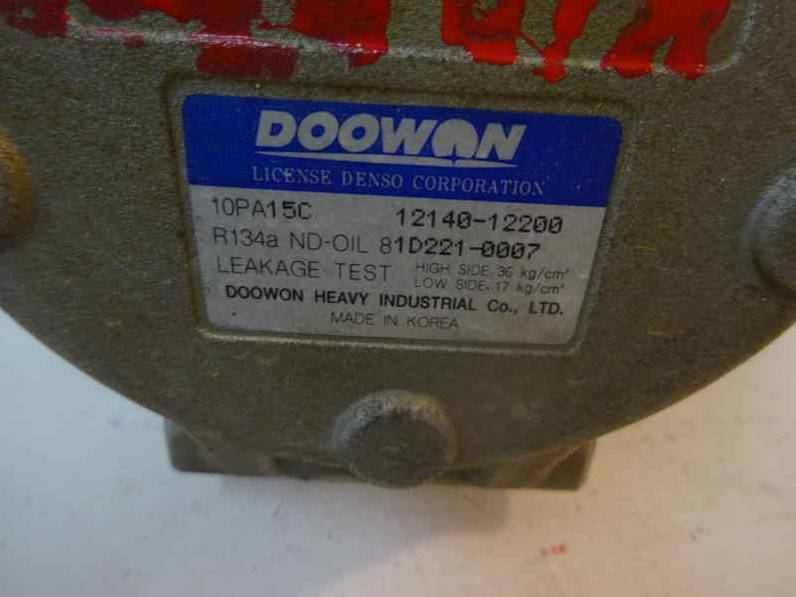 DOOWON
LICENSE DENSO CORPORATION
10PA15C 12140-12200
R134a ND-OIL 81D221-0007
LEAKAGE TEST HIGH SIDE. 36 kg/cm²
LOW SIDE. 17 kg/cm²
DOOWON HEAVY INDUSTRIAL Co., LTD.
MADE IN KOREA